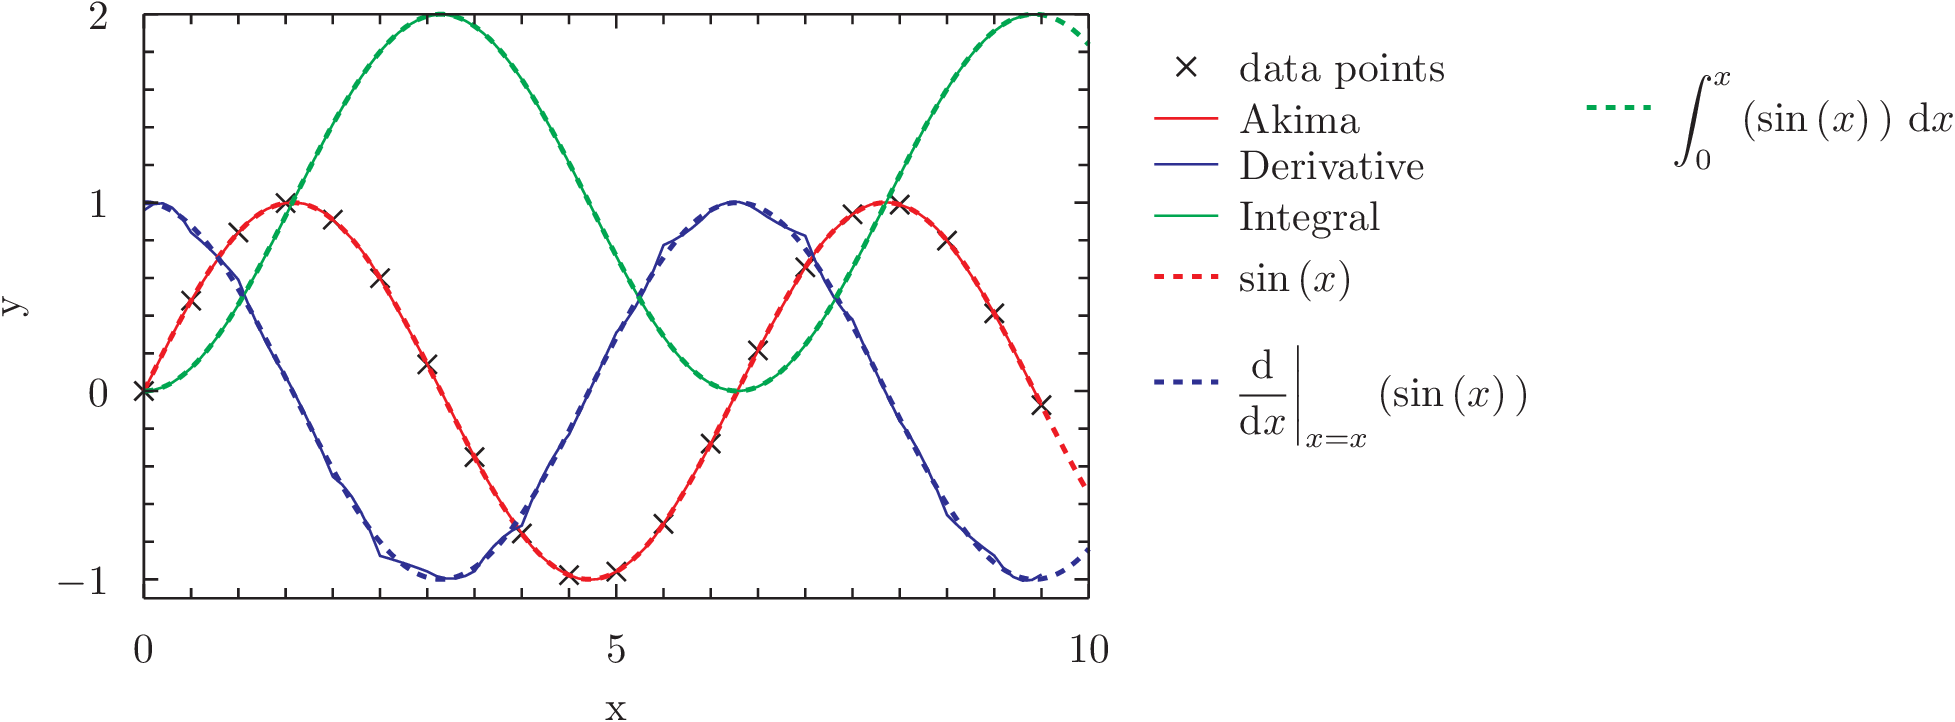 2
1
0
−1
y
0 5 10
x
data points
Akima
Derivative
Integral
sin (x)
d/dx|x=x (sin (x) )
∫0x (sin (x) ) dx